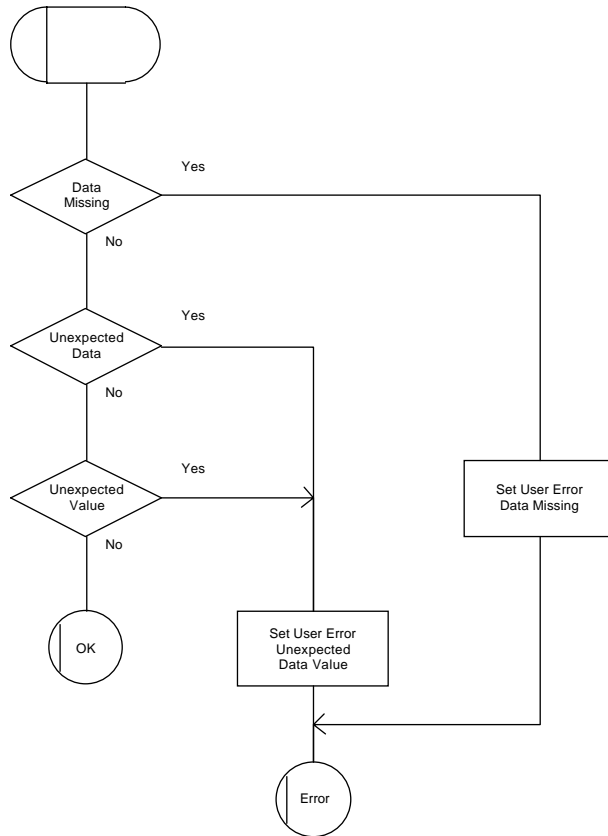 Yes
Data
Missing
No
Yes
Unexpected
Data
No
Yes
Unexpected
Value
No
Set User Error
Data Missing
OK
Set User Error
Unexpected
Data Value
Error